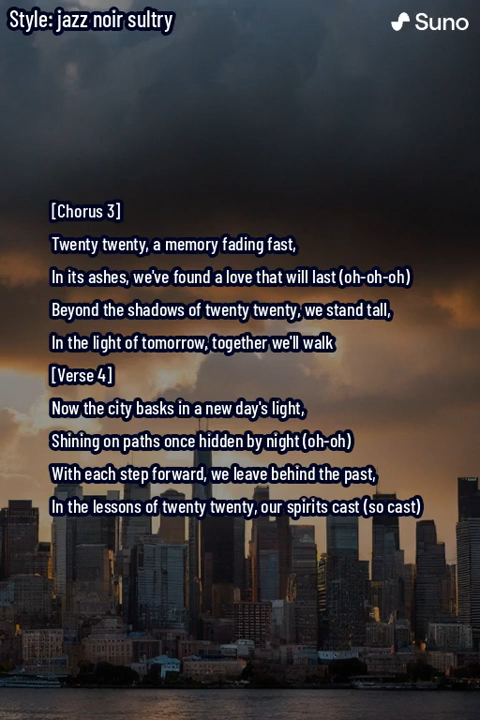 Style: jazz noir sultry
Suno
[Chorus 3]
Twenty twenty, a memory fading fast,
In its ashes, we've found a love that will last (oh-oh-oh)
Beyond the shadows of twenty twenty, we stand tall,
In the light of tomorrow, together we'll walk
[Verse 4]
Now the city basks in a new day's light,
Shining on paths once hidden by night (oh-oh)
With each step forward, we leave behind the past,
In the lessons of twenty twenty, our spirits cast (so cast)